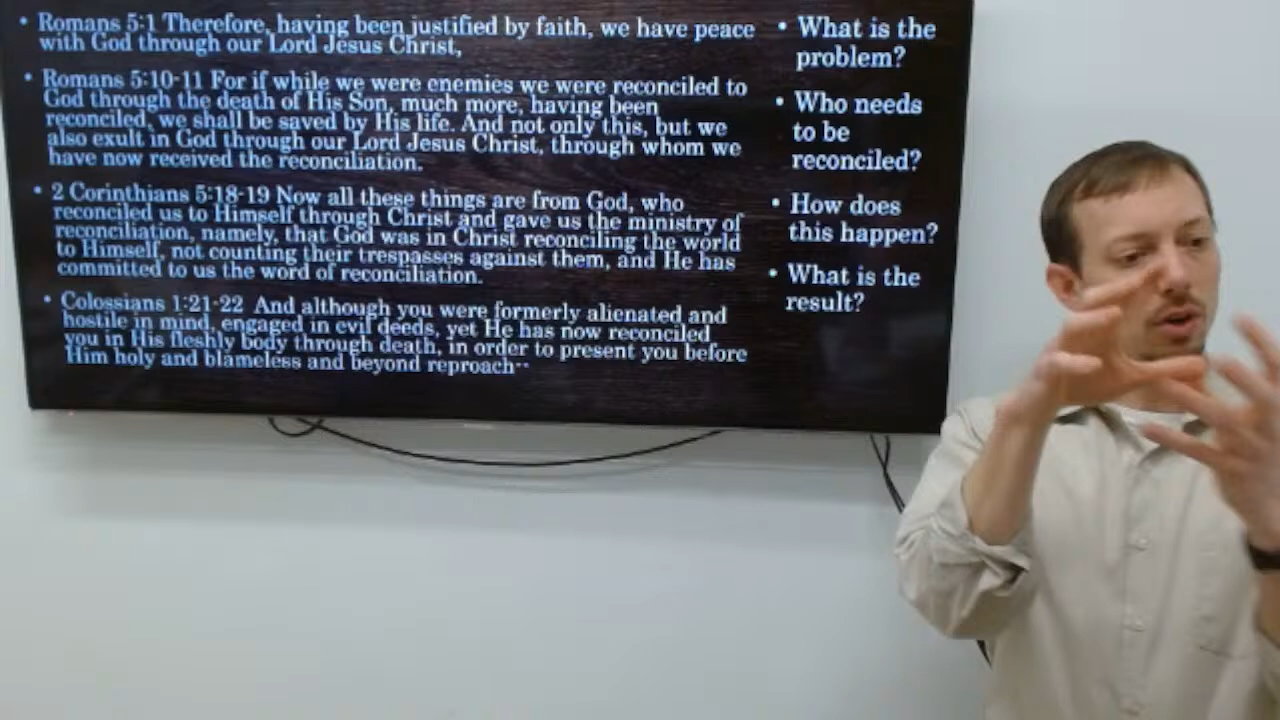 • Romans 5:1 Therefore, having been justified by faith, we have peace
with God through our Lord Jesus Christ,
• Romans 5:10-11 For if while we were enemies we were reconciled to
God through the death of His Son, much more, having been
reconciled, we shall be saved by His life. And not only this, but we
also exult in God through our Lord Jesus Christ, through whom we
have now received the reconciliation.
• 2 Corinthians 5:18-19 Now all these things are from God, who
reconciled us to Himself through Christ and gave us the ministry of
reconciliation, namely, that God was in Christ reconciling the world
to Himself, not counting their trespasses against them, and He has
committed to us the word of reconciliation.
• Colossians 1:21-22 And although you were formerly alienated and
hostile in mind, engaged in evil deeds, yet He has now reconciled
you in His fleshly body through death, in order to present you before
Him holy and blameless and beyond reproach--
• What is the
problem?
• Who needs
to be
reconciled?
• How does
this happen?
• What is the
result?